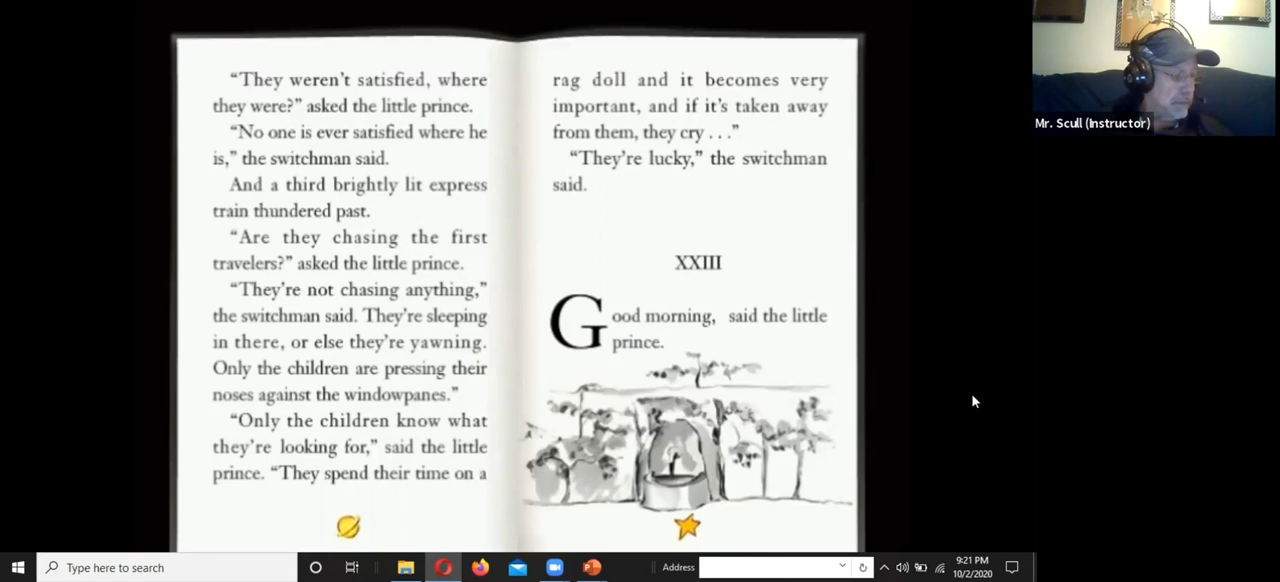 “They weren’t satisfied, where
they were?” asked the little prince.
“No one is ever satisfied where he
is,” the switchman said.
And a third brightly lit express
train thundered past.
“Are they chasing the first
travelers?” asked the little prince.
“They’re not chasing anything,”
the switchman said. They’re sleeping
in there, or else they’re yawning.
Only the children are pressing their
noses against the windowpanes.”
“Only the children know what
they’re looking for,” said the little
prince. “They spend their time on a
rag doll and it becomes very
important, and if it’s taken away
from them, they cry . . .”
“They’re lucky,” the switchman
said.
XXIII
Good morning, said the little
prince.
Mr. Scull (Instructor)
Type here to search
Address
9:21 PM
10/2/2020